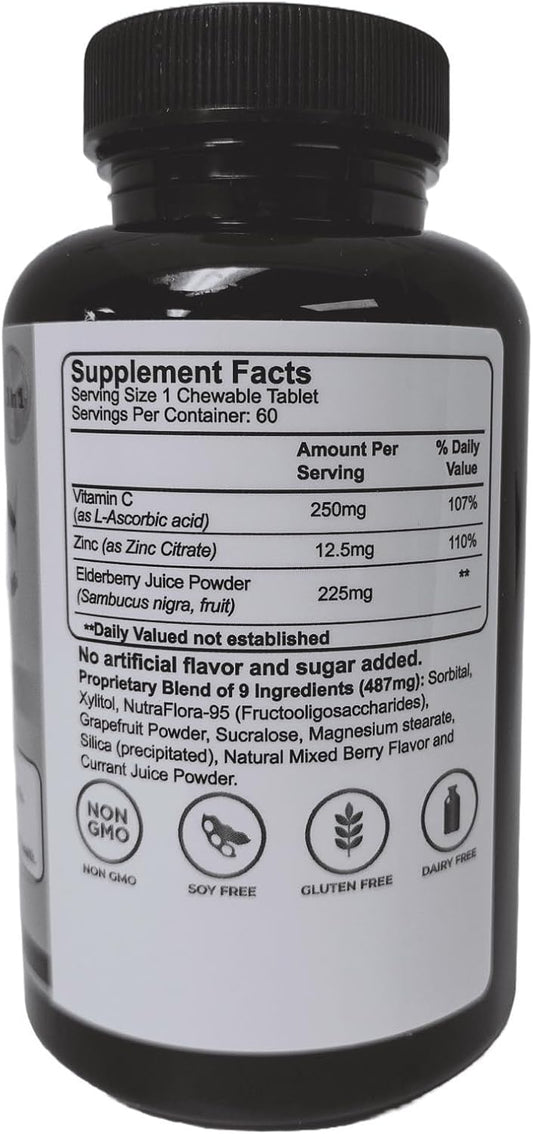 Supplement Facts
Serving Size 1 Chewable Tablet
Servings Per Container: 60
Amount Per Serving % Daily Value
Vitamin C
(as L-Ascorbic acid) 250mg 107%
Zinc (as Zinc Citrate) 12.5mg 110%
Elderberry Juice Powder
(Sambucus nigra, fruit) 225mg **
**Daily Valued not established
No artificial flavor and sugar added.
Proprietary Blend of 9 Ingredients (487mg): Sorbital,
Xylitol, NutraFlora-95 (Fructooligosaccharides),
Grapefruit Powder, Sucralose, Magnesium stearate,
Silica (precipitated), Natural Mixed Berry Flavor and
Currant Juice Powder.
NON
GMO
NON GMO
SOY FREE
GLUTEN FREE
DAIRY FREE